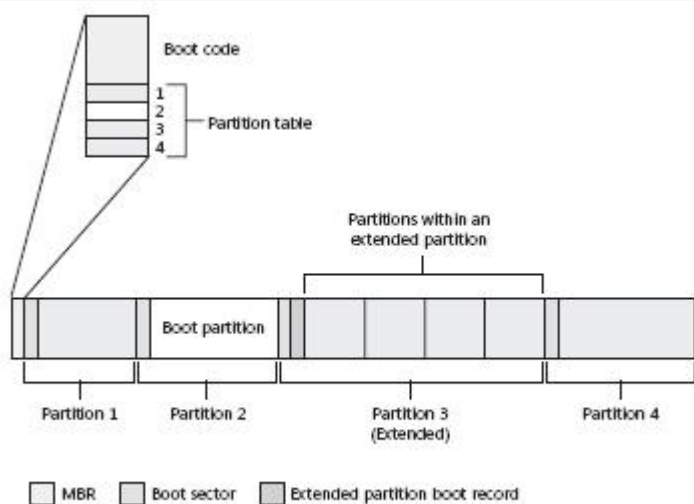 Boot code
1
2
3
4
Partition table
Partitions within an
extended partition
Boot partition
Partition 1
Partition 2
Partition 3
(Extended)
Partition 4
MBR
Boot sector
Extended partition boot record